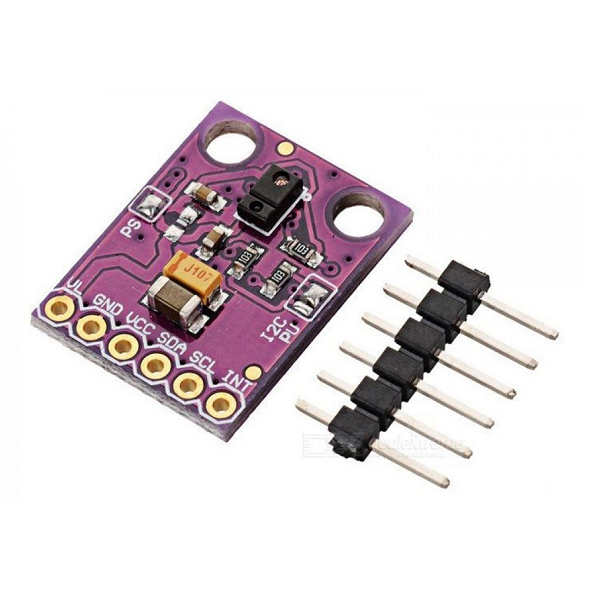 PS
J107
103
103
103
I2C
PU
VL GND VCC SDA SCL INT